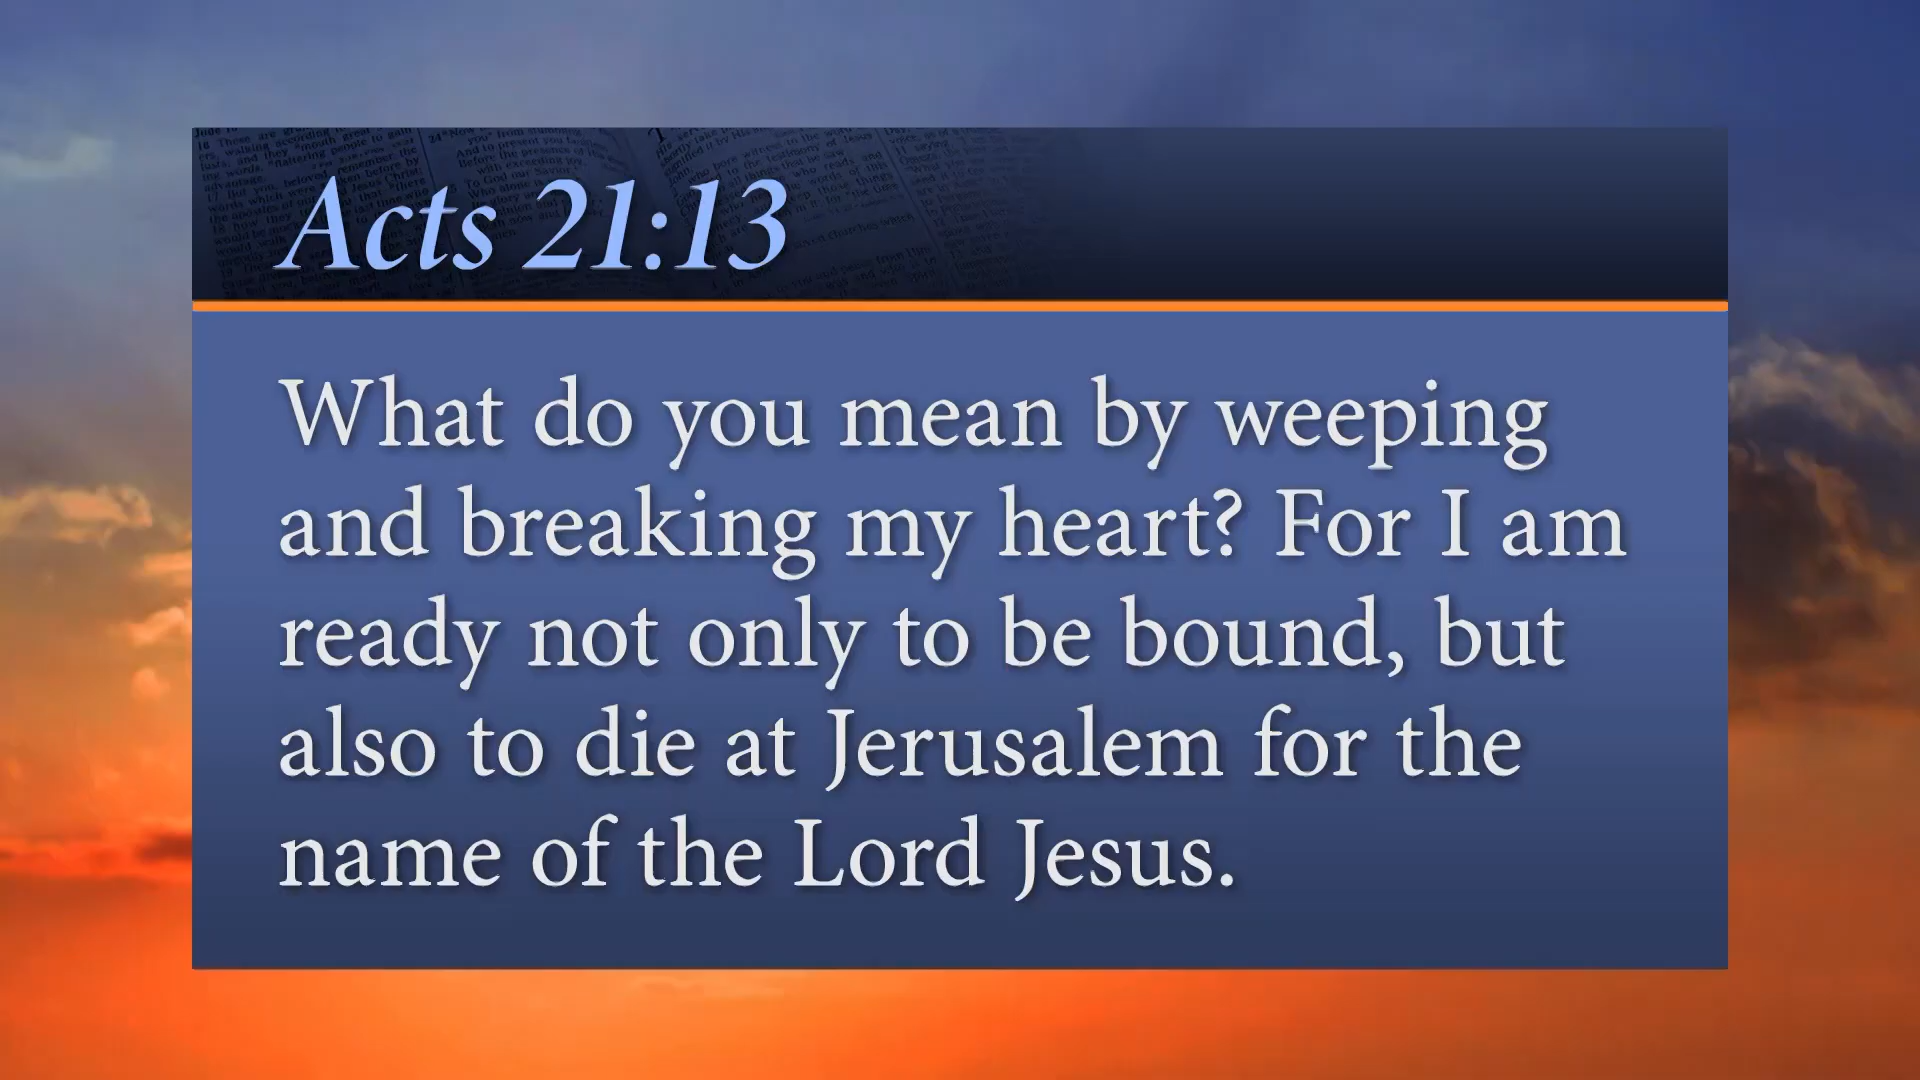 Acts 21:13
What do you mean by weeping
and breaking my heart? For I am
ready not only to be bound, but
also to die at Jerusalem for the
name of the Lord Jesus.